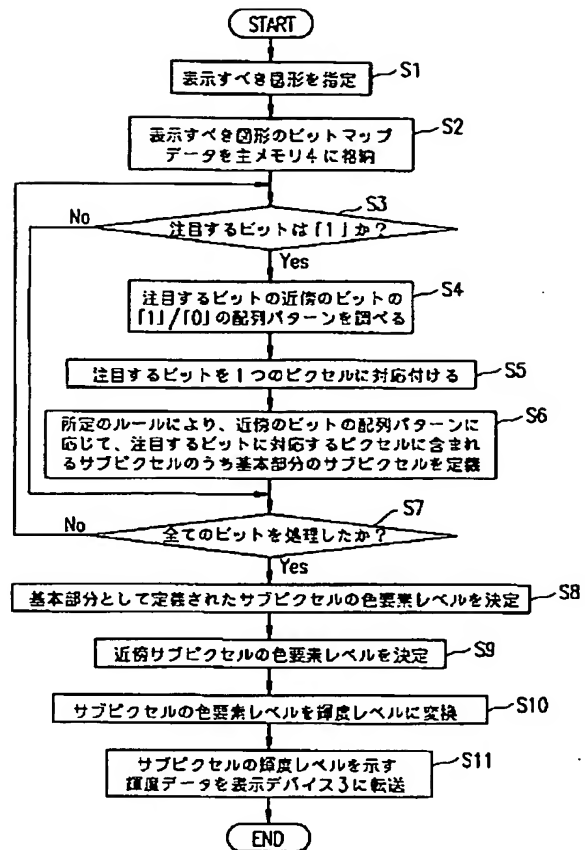 START
表示すべき図形を指定
S1
表示すべき図形のビットマップ
データを主メモリ4に格納
S2
注目するビットは「1」か？
S3
No
Yes
注目するビットの近傍のビットの
「1」/「0」の配列パターンを調べる
S4
注目するビットを1つのピクセルに対応付ける
S5
所定のルールにより、近傍のビットの配列パターンに
応じて、注目するビットに対応するピクセルに含まれ
るサブピクセルのうち基本部分のサブピクセルを定義
S6
全てのビットを処理したか？
S7
No
Yes
基本部分として定義されたサブピクセルの色要素レベルを決定
S8
近傍サブピクセルの色要素レベルを決定
S9
サブピクセルの色要素レベルを輝度レベルに変換
S10
サブピクセルの輝度レベルを示す
輝度データを表示デバイス3に転送
S11
END